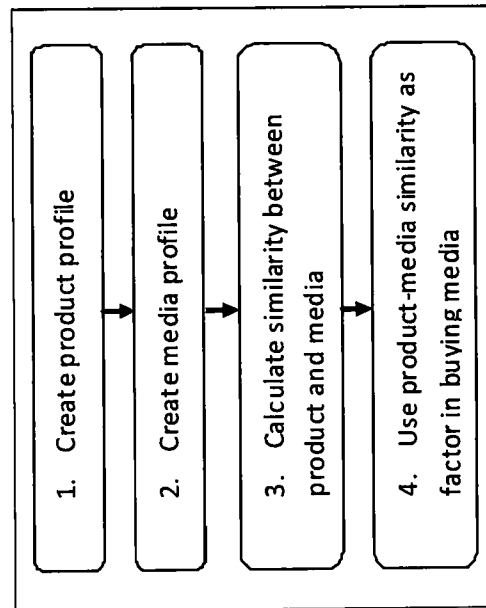 1. Create product profile
2. Create media profile
3. Calculate similarity between
product and media
4. Use product-media similarity as
factor in buying media